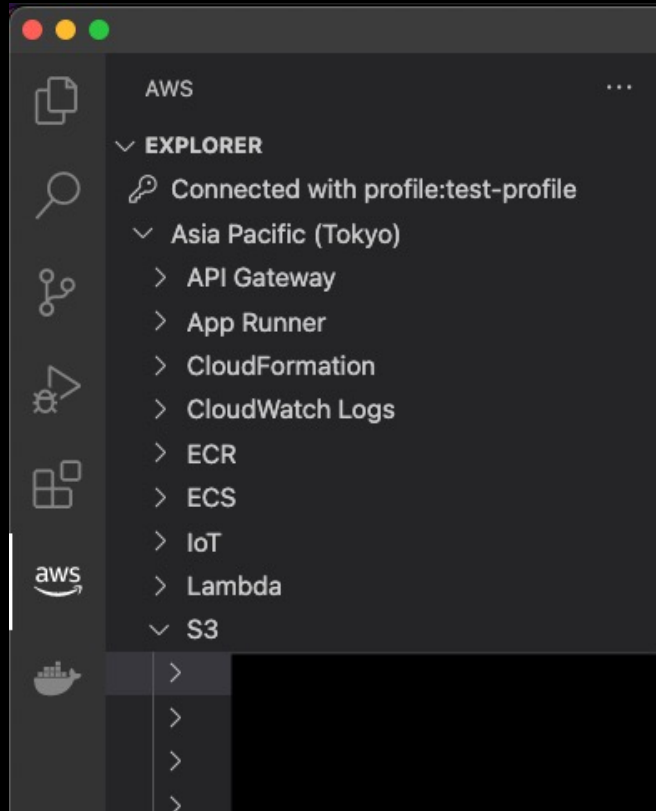 AWS
EXPLORER
Connected with profile:test-profile
Asia Pacific (Tokyo)
API Gateway
App Runner
CloudFormation
CloudWatch Logs
ECR
ECS
IoT
aws
Lambda
S3